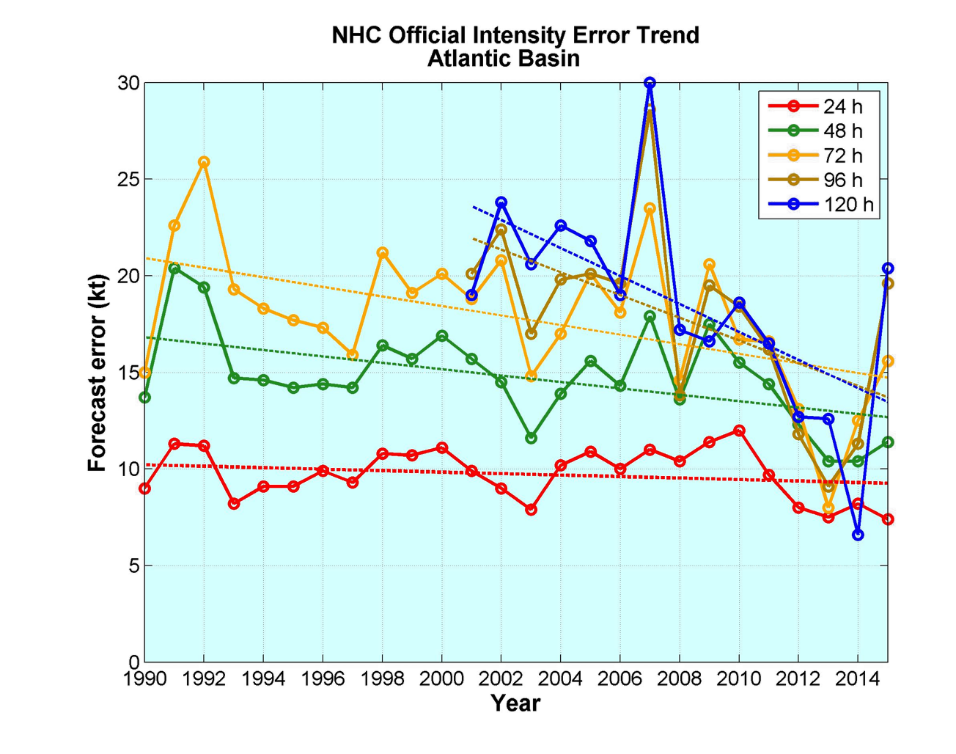 NHC Official Intensity Error Trend
Atlantic Basin
30
25
20
15
10
5
0
Forecast error (kt)
24 h
48 h
72 h
96 h
120 h
1990 1992 1994 1996 1998 2000 2002 2004 2006 2008 2010 2012 2014
Year